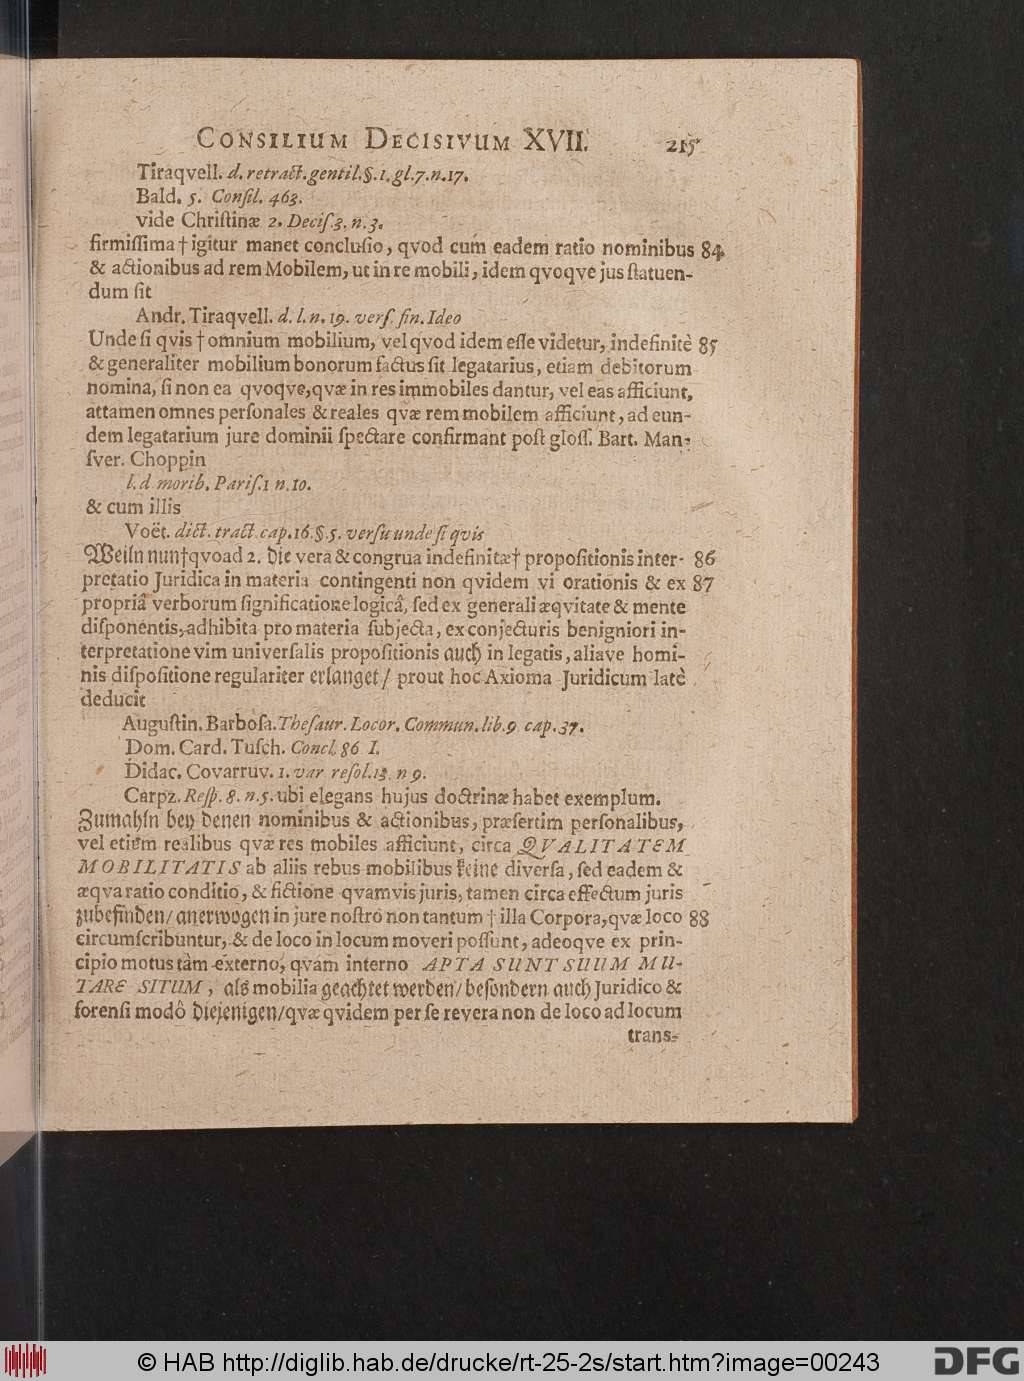 CONSILIUM DECISIVUM XVII. 215
Tiraqvell. d. retract. gentil. §. 1. gl. 7. n. 17.
Bald. 5. Consil. 463.
vide Christinæ 2. Decis. 3. n. 3.
firmiſſima † igitur manet concluſio, qvod cum eadem ratio nominibus 84
& actionibus ad rem Mobilem, ut in re mobili, idem qvoqve jus ſtatuen-
dum ſit
Andr. Tiraqvell. d. l. n. 19. verſ. fin. Ideo
Unde ſi qvis † omnium mobilium, vel qvod idem eſſe videtur, indefinitè 85
& generaliter mobilium bonorum factus ſit legatarius, etiam debitorum
nomina, ſi non ea qvoqve, qvæ in res immobiles dantur, vel eas afficiunt,
attamen omnes perſonales & reales qvæ rem mobilem afficiunt, ad eun-
dem legatarium jure dominii ſpectare confirmant poſt gloſſ. Bart. Man-
ſver. Choppin
l. d morib. Pariſ. 1 n. 10.
& cum illis
Voët. dict. tract. cap. 16. §. 5. verſu unde ſi qvis
Weiln nun † qvoad 2. die vera & congrua indefinitæ † propoſitionis inter- 86
pretatio Juridica in materia contingenti non qvidem vi orationis & ex 87
propriâ verborum ſignificatione logicâ, ſed ex generali æqvitate & mente
diſponentis, adhibita pro materia ſubjecta, ex conjecturis benigniori in-
terpretatione vim univerſalis propoſitionis auch in legatis, aliave homi-
nis diſpoſitione regulariter erlanget / prout hoc Axioma Juridicum latè
deducit
Auguſtin. Barboſa. Theſaur. Locor. Commun. lib. 9 cap. 37.
Dom. Card. Tuſch. Concl. 86 I.
Didac. Covarruv. 1. var reſol. 13. n 9.
Carpz. Reſp. 8. n. 5. ubi elegans hujus doctrinæ habet exemplum.
Zumahln bey denen nominibus & actionibus, præſertim perſonalibus,
vel etiam realibus qvæ res mobiles afficiunt, circa QVALITATEM
MOBILITATIS ab aliis rebus mobilibus keine diverſa, ſed eadem &
æqva ratio conditio, & fictione qvamvis juris, tamen circa effectum juris
zubefinden / anerwogen in jure noſtro non tantum † illa Corpora, qvæ loco 88
circumſcribuntur, & de loco in locum moveri poſſunt, adeoqve ex prin-
cipio motus tàm externo, qvàm interno APTA SUNT SUUM MU-
TARE SITUM, als mobilia geachtet werden / beſondern auch Juridico &
forenſi modô diejenigen / qvæ qvidem per ſe revera non de loco ad locum
trans-
© HAB http://diglib.hab.de/drucke/rt-25-2s/start.htm?image=00243 DFG